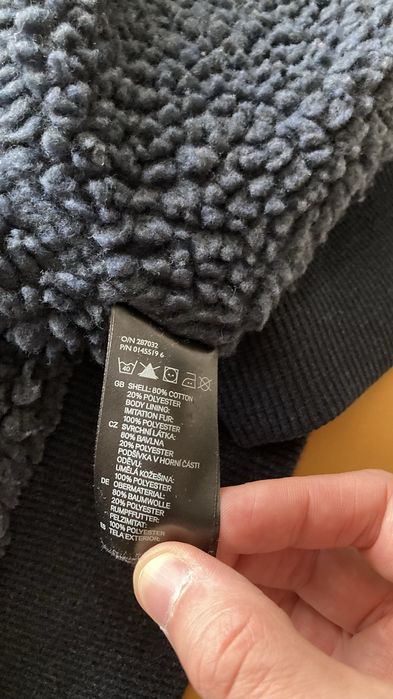 O/N 287032
P/N 0145519 6
40
GB SHELL: 80% COTTON
20% POLYESTER
BODY LINING:
IMITATION FUR:
100% POLYESTER
CZ SVRCHNÍ LÁTKA:
80% BAVLNA
20% POLYESTER
PODŠÍVKA V HORNÍ ČÁSTI
ODĚVU:
UMĚLÁ KOŽEŠINA:
100% POLYESTER
DE OBERMATERIAL:
80% BAUMWOLLE
20% POLYESTER
RUMPFFUTTER:
PELZIMITAT:
100% POLYESTER
ES TELA EXTERIOR: